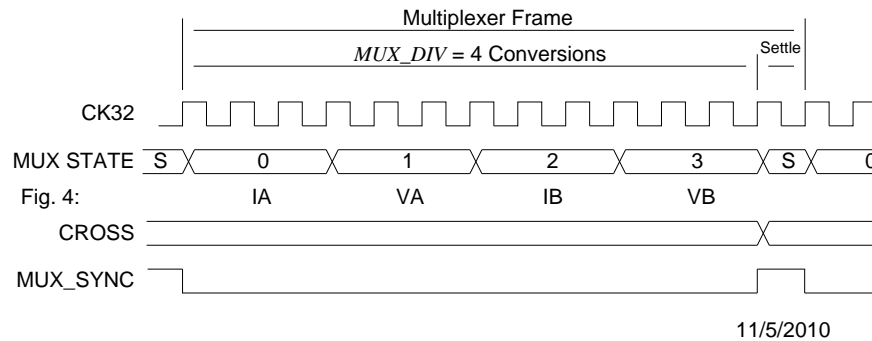 Multiplexer Frame
MUX_DIV = 4 Conversions
Settle
CK32
MUX STATE S 0 1 2 3 S 0
Fig. 4: IA VA IB VB
CROSS
MUX_SYNC
11/5/2010